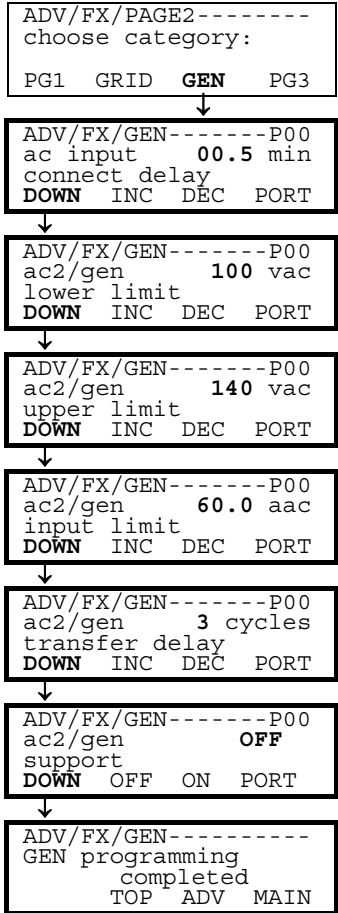 ADV/FX/PAGE2--------
choose category:
PG1 GRID GEN PG3
ADV/FX/GEN-------P00
ac input 00.5 min
connect delay
DOWN INC DEC PORT
ADV/FX/GEN-------P00
ac2/gen 100 vac
lower limit
DOWN INC DEC PORT
ADV/FX/GEN-------P00
ac2/gen 140 vac
upper limit
DOWN INC DEC PORT
ADV/FX/GEN-------P00
ac2/gen 60.0 aac
input limit
DOWN INC DEC PORT
ADV/FX/GEN-------P00
ac2/gen 3 cycles
transfer delay
DOWN INC DEC PORT
ADV/FX/GEN-------P00
ac2/gen OFF
support
DOWN OFF ON PORT
ADV/FX/GEN----------
GEN programming
completed
TOP ADV MAIN